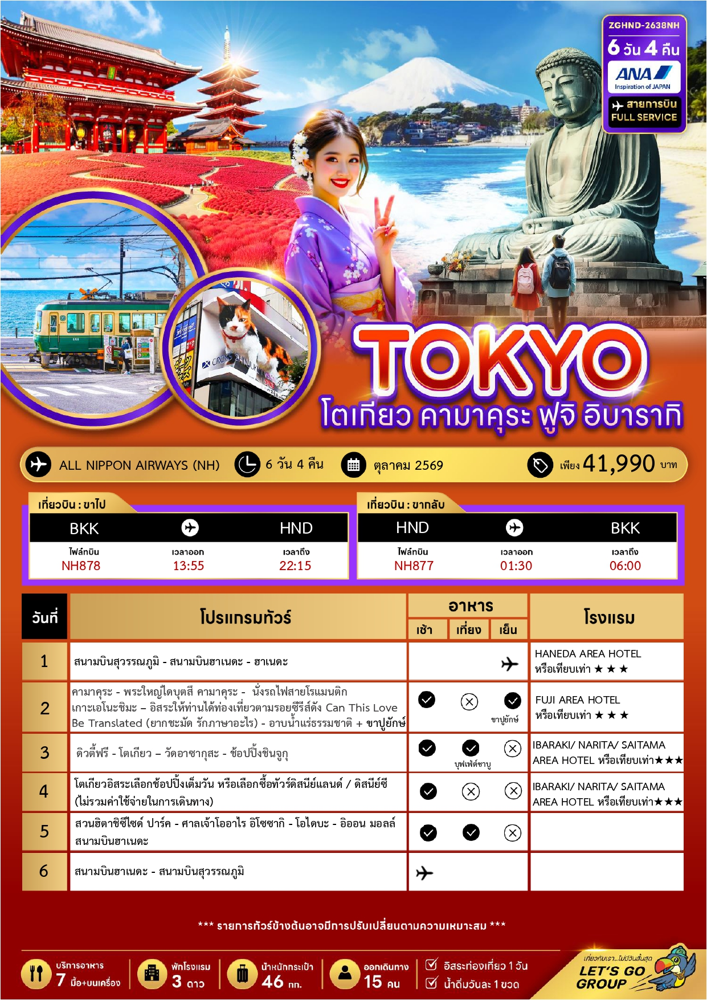 ZGHND-2638NH
6 วัน 4 คืน
ANA
Inspiration of JAPAN
สายการบิน
FULL SERVICE
CROSS SHINJUKU
VISION
SPACE
TOKYO
โตเกียว คามาคุระ ฟูจิ อิบารากิ
ALL NIPPON AIRWAYS (NH) 6 วัน 4 คืน ตุลาคม 2569 เพียง 41,990 บาท
เที่ยวบิน : ขาไป
BKK HND
ไฟล์ทบิน เวลาออก เวลาถึง
NH878 13:55 22:15
เที่ยวบิน : ขากลับ
HND BKK
ไฟล์ทบิน เวลาออก เวลาถึง
NH877 01:30 06:00
วันที่ โปรแกรมทัวร์ อาหาร โรงแรม
เช้า เที่ยง เย็น
1 สนามบินสุวรรณภูมิ - สนามบินฮาเนดะ - ฮาเนดะ
HANEDA AREA HOTEL
หรือเทียบเท่า ★ ★ ★
2
คามาคุระ - พระใหญ่ไดบุตสึ คามาคุระ - นั่งรถไฟสายโรแมนติก
เกาะเอโนะชิมะ – อิสระให้ท่านได้ท่องเที่ยวตามรอยซีรีส์ดัง Can This Love
Be Translated (ยากชะมัด รักภาษาอะไร) - อาบน้ำแร่ธรรมชาติ + ขาปูยักษ์
ขาปูยักษ์
FUJI AREA HOTEL
หรือเทียบเท่า ★ ★ ★
3 ดิวตี้ฟรี - โตเกียว – วัดอาซากุสะ - ช้อปปิ้งชินจูกุ
บุฟเฟ่ต์ชาบู
IBARAKI/ NARITA/ SAITAMA
AREA HOTEL หรือเทียบเท่า★★★
4
โตเกียวอิสระเลือกช้อปปิ้งเต็มวัน หรือเลือกซื้อทัวร์ดิสนีย์แลนด์ / ดิสนีย์ซี
(ไม่รวมค่าใช้จ่ายในการเดินทาง)
IBARAKI/ NARITA/ SAITAMA
AREA HOTEL หรือเทียบเท่า★★★
5
สวนฮิตาชิซีไซด์ ปาร์ค - ศาลเจ้าโออาไร อิโซซากิ - โอไดบะ - อิออน มอลล์
สนามบินฮาเนดะ
6 สนามบินฮาเนดะ - สนามบินสุวรรณภูมิ
*** รายการทัวร์ข้างต้นอาจมีการปรับเปลี่ยนตามความเหมาะสม ***
บริการอาหาร
7 มื้อ+บนเครื่อง
พักโรงแรม
3 ดาว
น้ำหนักกระเป๋า
46 กก.
ออกเดินทาง
15 คน
อิสระท่องเที่ยว 1 วัน
น้ำดื่มวันละ 1 ขวด
เที่ยวกับเรา...ไม่มีวันสิ้นสุด
LET'S GO
GROUP